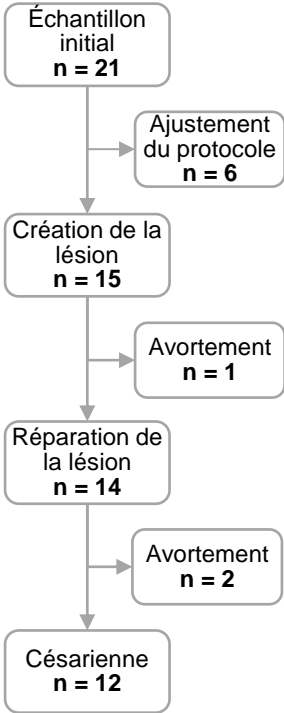 Échantillon
initial
n = 21
Ajustement
du protocole
n = 6
Création de la
lésion
n = 15
Avortement
n = 1
Réparation de
la lésion
n = 14
Avortement
n = 2
Césarienne
n = 12